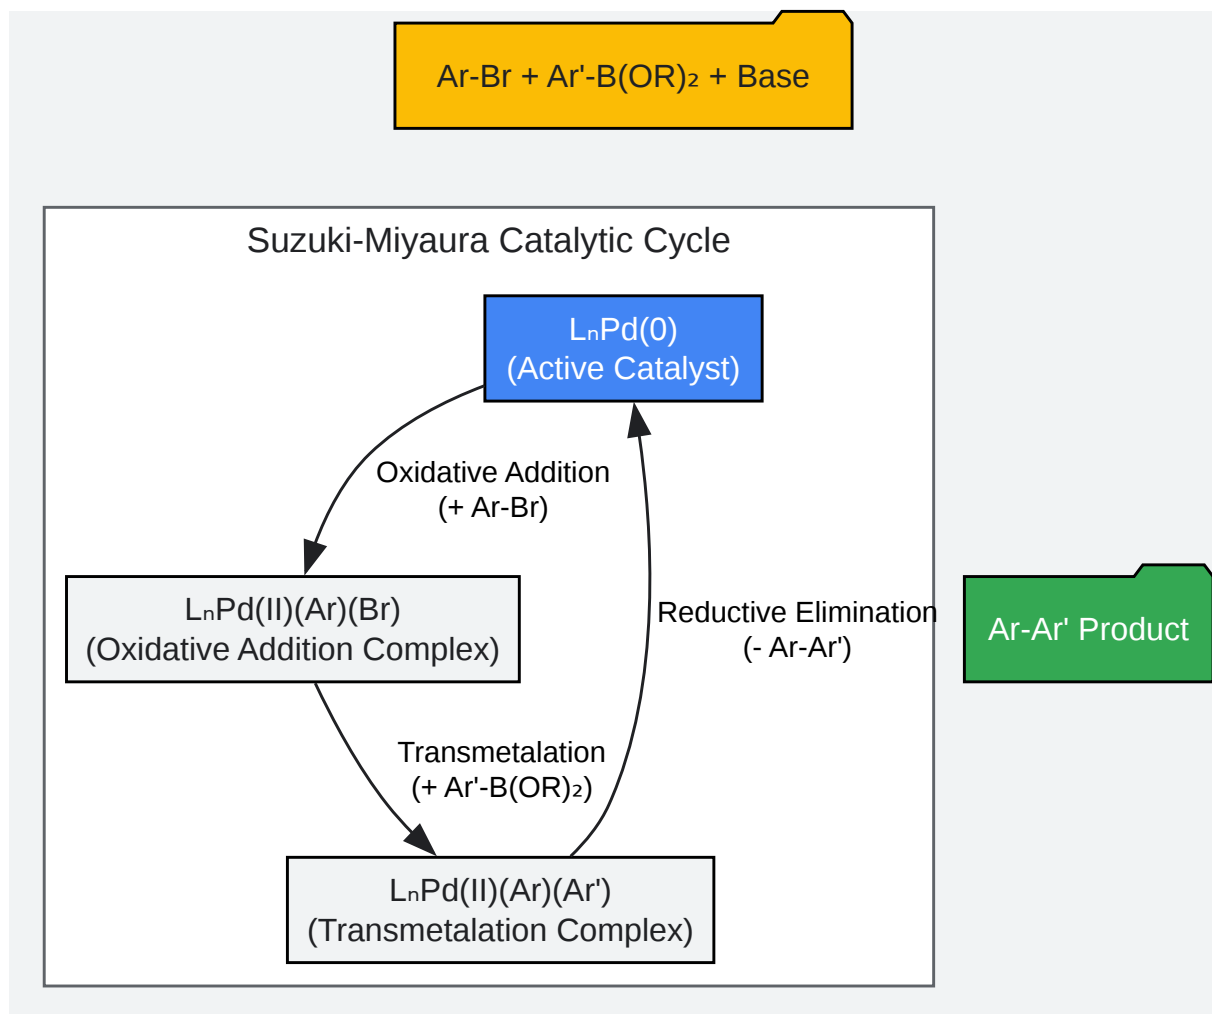 Ar-Br + Ar'-B(OR)₂ + Base
Suzuki-Miyaura Catalytic Cycle
LₙPd(0)
(Active Catalyst)
Oxidative Addition
(+ Ar-Br)
LₙPd(II)(Ar)(Br)
(Oxidative Addition Complex)
Reductive Elimination
(- Ar-Ar')
Ar-Ar' Product
Transmetalation
(+ Ar'-B(OR)₂)
LₙPd(II)(Ar)(Ar')
(Transmetalation Complex)